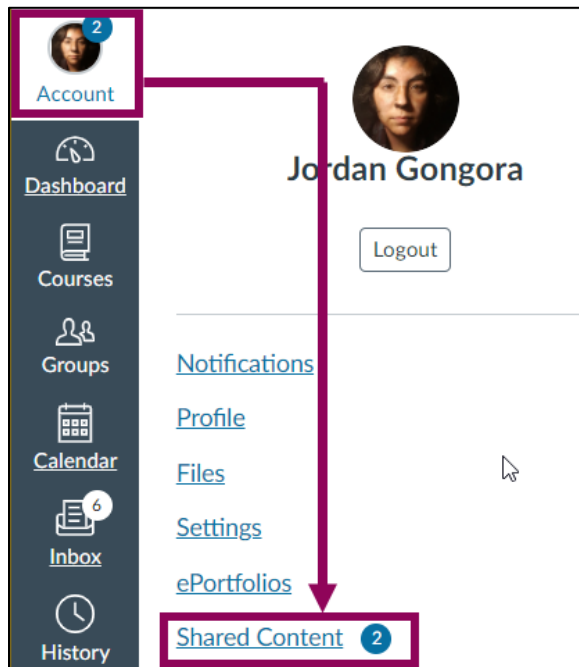 2
Account
Dashboard
Courses
Groups
Calendar
6
Inbox
History
Jordan Gongora
Logout
Notifications
Profile
Files
Settings
ePortfolios
Shared Content 2